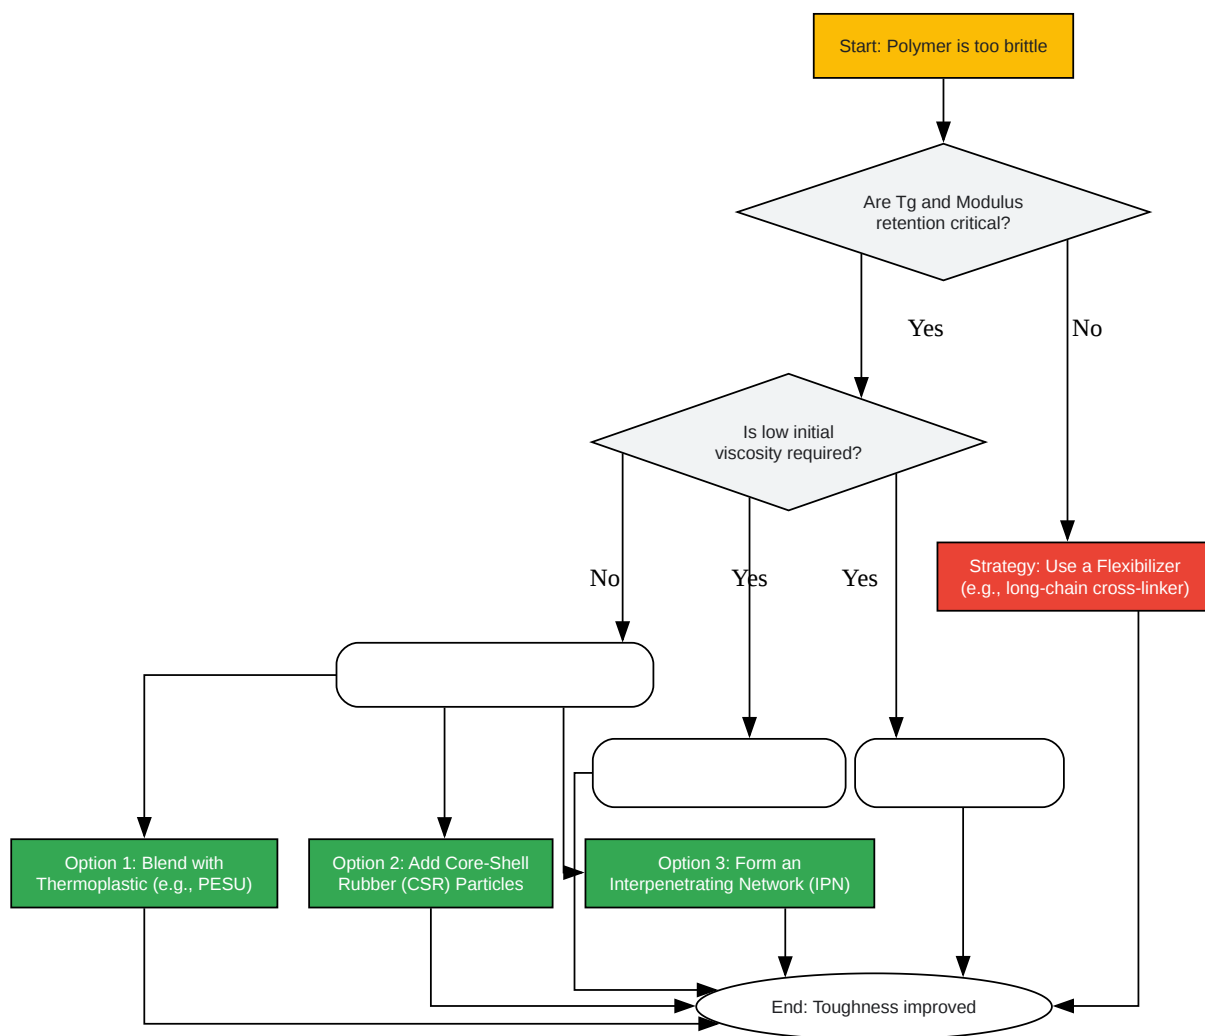 Start: Polymer is too brittle
Are Tg and Modulus
retention critical?
Yes
No
Is low initial
viscosity required?
Strategy: Use a Flexibilizer
(e.g., long-chain cross-linker)
No
Yes
Yes
Option 1: Blend with
Thermoplastic (e.g., PESU)
Option 2: Add Core-Shell
Rubber (CSR) Particles
Option 3: Form an
Interpenetrating Network (IPN)
End: Toughness improved